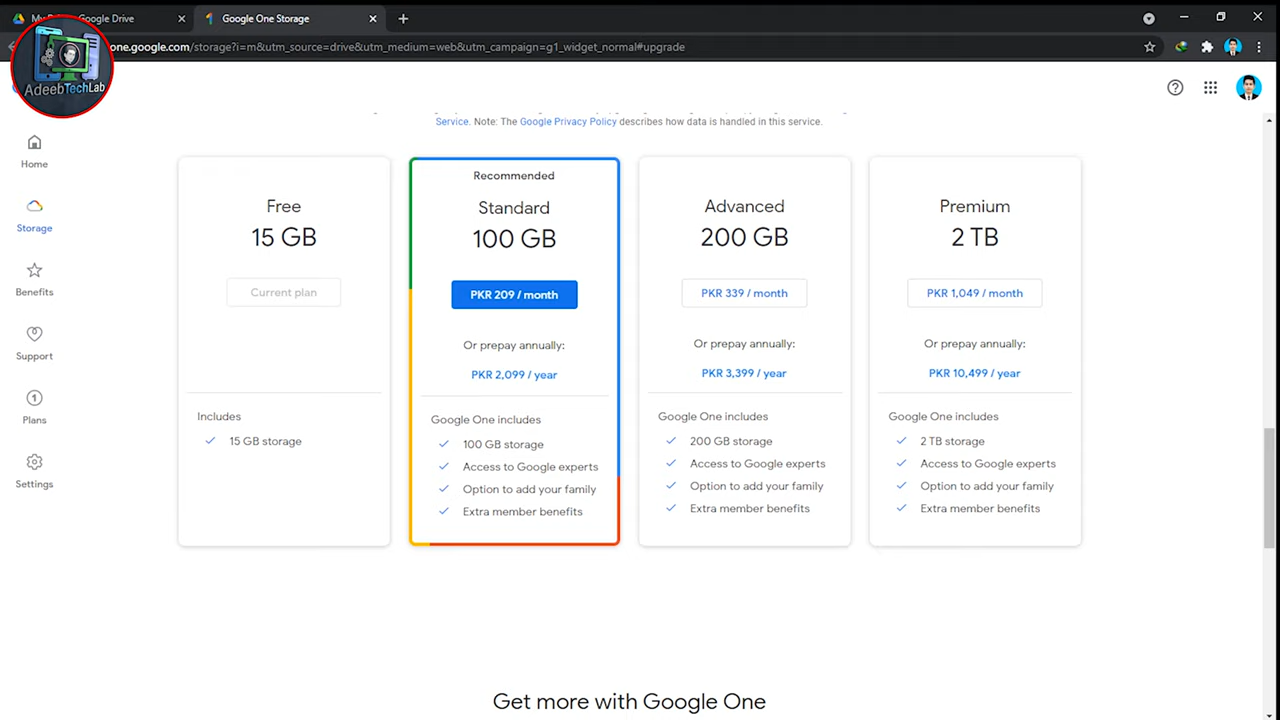 My Drive - Google Drive
Google One Storage
one.google.com/storage?i=m&utm_source=drive&utm_medium=web&utm_campaign=g1_widget_normal#upgrade
AdeebTechLab
Service. Note: The Google Privacy Policy describes how data is handled in this service.
Home
Storage
Benefits
Support
Plans
Settings
Free
15 GB
Current plan
Includes
15 GB storage
Recommended
Standard
100 GB
PKR 209 / month
Or prepay annually:
PKR 2,099 / year
Google One includes
100 GB storage
Access to Google experts
Option to add your family
Extra member benefits
Advanced
200 GB
PKR 339 / month
Or prepay annually:
PKR 3,399 / year
Google One includes
200 GB storage
Access to Google experts
Option to add your family
Extra member benefits
Premium
2 TB
PKR 1,049 / month
Or prepay annually:
PKR 10,499 / year
Google One includes
2 TB storage
Access to Google experts
Option to add your family
Extra member benefits
Get more with Google One